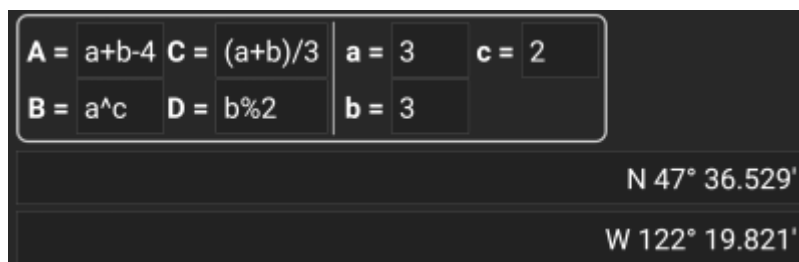 A = a+b-4 C = (a+b)/3 a = 3 c = 2
B = a^c D = b%2 b = 3
N 47° 36.529'
W 122° 19.821'